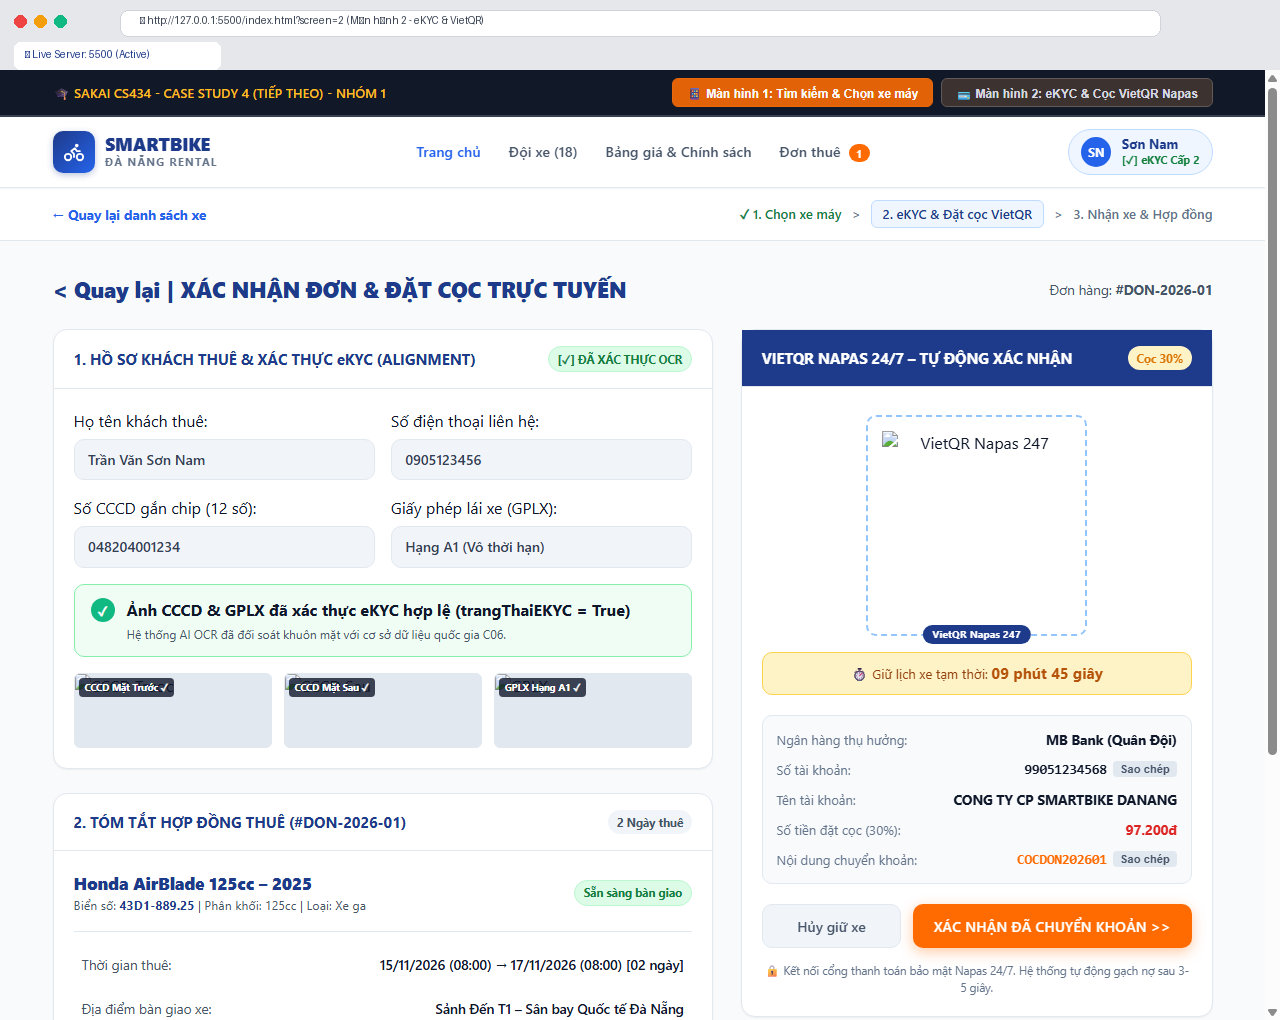 http://127.0.0.1:5500/index.html?screen=2 (Màn hình 2 - eKYC & VietQR)
Live Server: 5500 (Active)
SAKAI CS434 - CASE STUDY 4 (TIẾP THEO) - NHÓM 1
Màn hình 1: Tìm kiếm & Chọn xe máy
Màn hình 2: eKYC & Cọc VietQR Napas
SMARTBIKE
ĐÀ NẴNG RENTAL
Trang chủ
Đội xe (18)
Bảng giá & Chính sách
Đơn thuê 1
SN
Sơn Nam
[✓] eKYC Cấp 2
← Quay lại danh sách xe
✓ 1. Chọn xe máy > 2. eKYC & Đặt cọc VietQR > 3. Nhận xe & Hợp đồng
< Quay lại | XÁC NHẬN ĐƠN & ĐẶT CỌC TRỰC TUYẾN
Đơn hàng: #DON-2026-01
1. HỒ SƠ KHÁCH THUÊ & XÁC THỰC eKYC (ALIGNMENT)
[✓] ĐÃ XÁC THỰC OCR
Họ tên khách thuê:
Trần Văn Sơn Nam
Số điện thoại liên hệ:
0905123456
Số CCCD gắn chip (12 số):
048204001234
Giấy phép lái xe (GPLX):
Hạng A1 (Vô thời hạn)
✓ Ảnh CCCD & GPLX đã xác thực eKYC hợp lệ (trangThaiEKYC = True)
Hệ thống AI OCR đã đối soát khuôn mặt với cơ sở dữ liệu quốc gia C06.
CCCD Mặt Trước ✓
CCCD Mặt Sau ✓
GPLX Hạng A1 ✓
2. TÓM TẮT HỢP ĐỒNG THUÊ (#DON-2026-01)
2 Ngày thuê
Honda AirBlade 125cc – 2025
Biển số: 43D1-889.25 | Phân khối: 125cc | Loại: Xe ga
Sẵn sàng bàn giao
Thời gian thuê:
15/11/2026 (08:00) → 17/11/2026 (08:00) [02 ngày]
Địa điểm bàn giao xe:
Sảnh Đến T1 – Sân bay Quốc tế Đà Nẵng
VIETQR NAPAS 24/7 – TỰ ĐỘNG XÁC NHẬN
Cọc 30%
VietQR Napas 247
VietQR Napas 247
Giữ lịch xe tạm thời: 09 phút 45 giây
Ngân hàng thụ hưởng:
MB Bank (Quân Đội)
Số tài khoản:
99051234568 Sao chép
Tên tài khoản:
CONG TY CP SMARTBIKE DANANG
Số tiền đặt cọc (30%):
97.200đ
Nội dung chuyển khoản:
COCDON202601 Sao chép
Hủy giữ xe
XÁC NHẬN ĐÃ CHUYỂN KHOẢN >>
Kết nối cổng thanh toán bảo mật Napas 24/7. Hệ thống tự động gạch nợ sau 3-
5 giây.